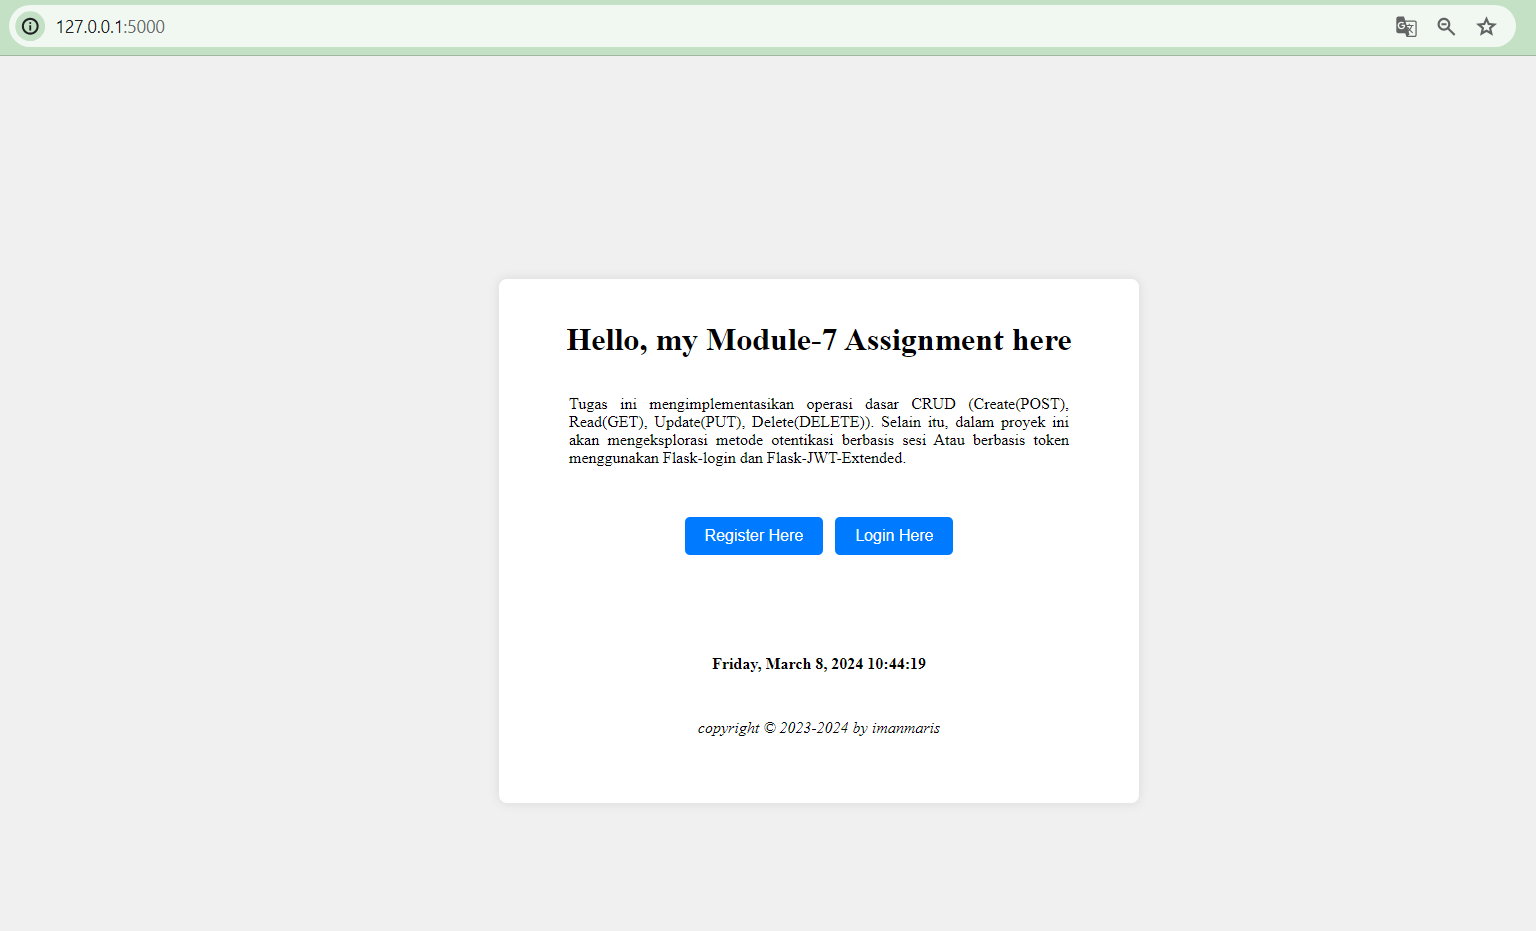 127.0.0.1:5000
Hello, my Module-7 Assignment here
Tugas ini mengimplementasikan operasi dasar CRUD (Create(POST),
Read(GET), Update(PUT), Delete(DELETE)). Selain itu, dalam proyek ini
akan mengeksplorasi metode otentikasi berbasis sesi Atau berbasis token
menggunakan Flask-login dan Flask-JWT-Extended.
Register Here Login Here
Friday, March 8, 2024 10:44:19
copyright © 2023-2024 by imanmaris